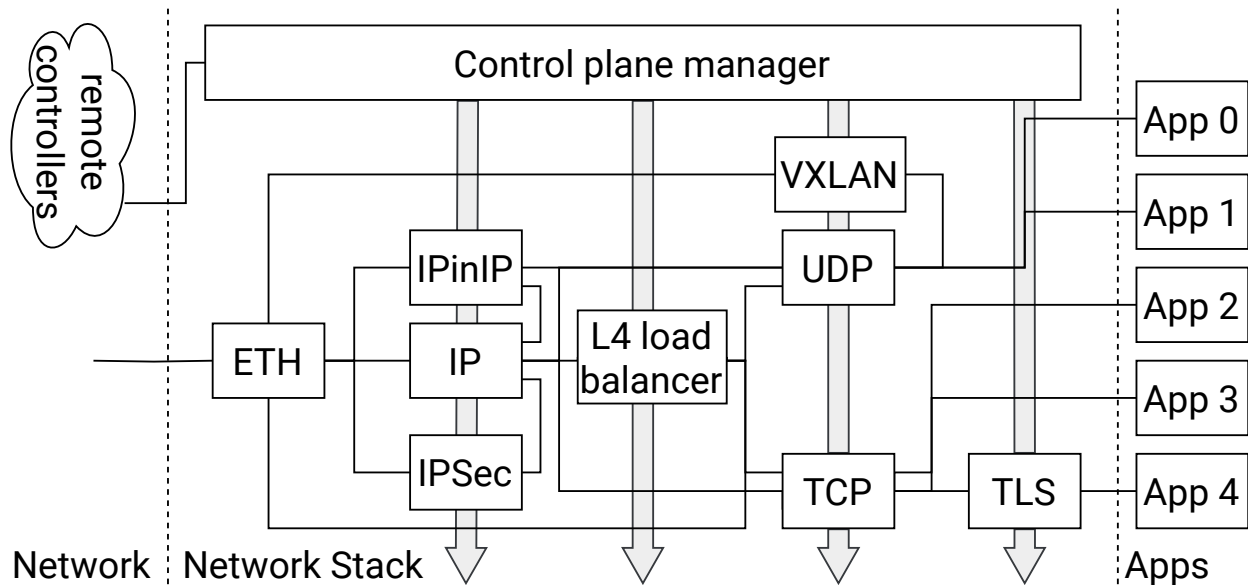 remote
controllers
Control plane manager
App 0
VXLAN
App 1
IPinIP
UDP
App 2
ETH
IP
L4 load
balancer
App 3
IPSec
TCP
TLS
App 4
Network
Network Stack
Apps